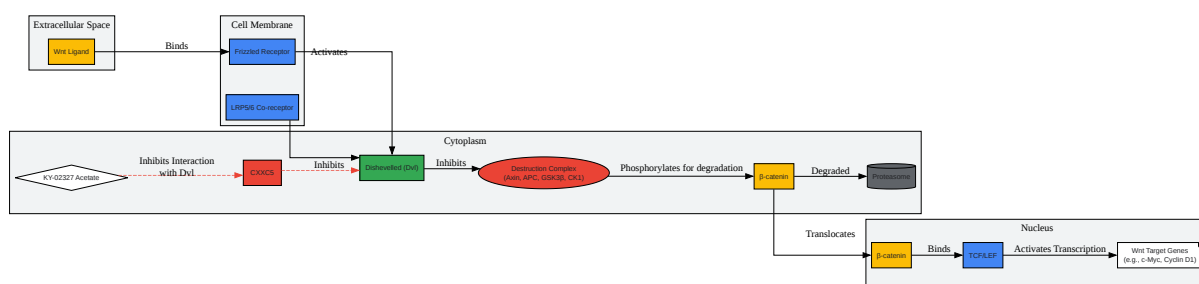 Extracellular Space
Wnt Ligand
Binds
Cell Membrane
Frizzled Receptor
Activates
LRP5/6 Co-receptor
Cytoplasm
KY-02327 Acetate
Inhibits Interaction
with Dvl
CXXC5
Inhibits
Dishevelled (Dvl)
Inhibits
Destruction Complex
(Axin, APC, GSK3β, CK1)
Phosphorylates for degradation
β-catenin
Degraded
Proteasome
Translocates
Nucleus
β-catenin
Binds
TCF/LEF
Activates Transcription
Wnt Target Genes
(e.g., c-Myc, Cyclin D1)